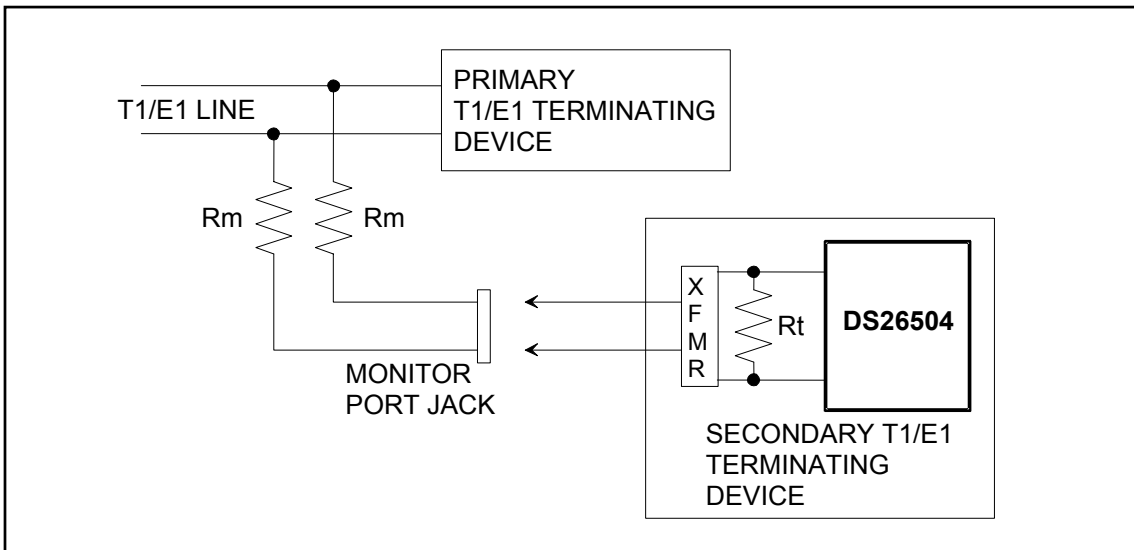 PRIMARY
T1/E1 TERMINATING
DEVICE
T1/E1 LINE
Rm
Rm
X
F
M
R
Rt
DS26504
MONITOR
PORT JACK
SECONDARY T1/E1
TERMINATING
DEVICE